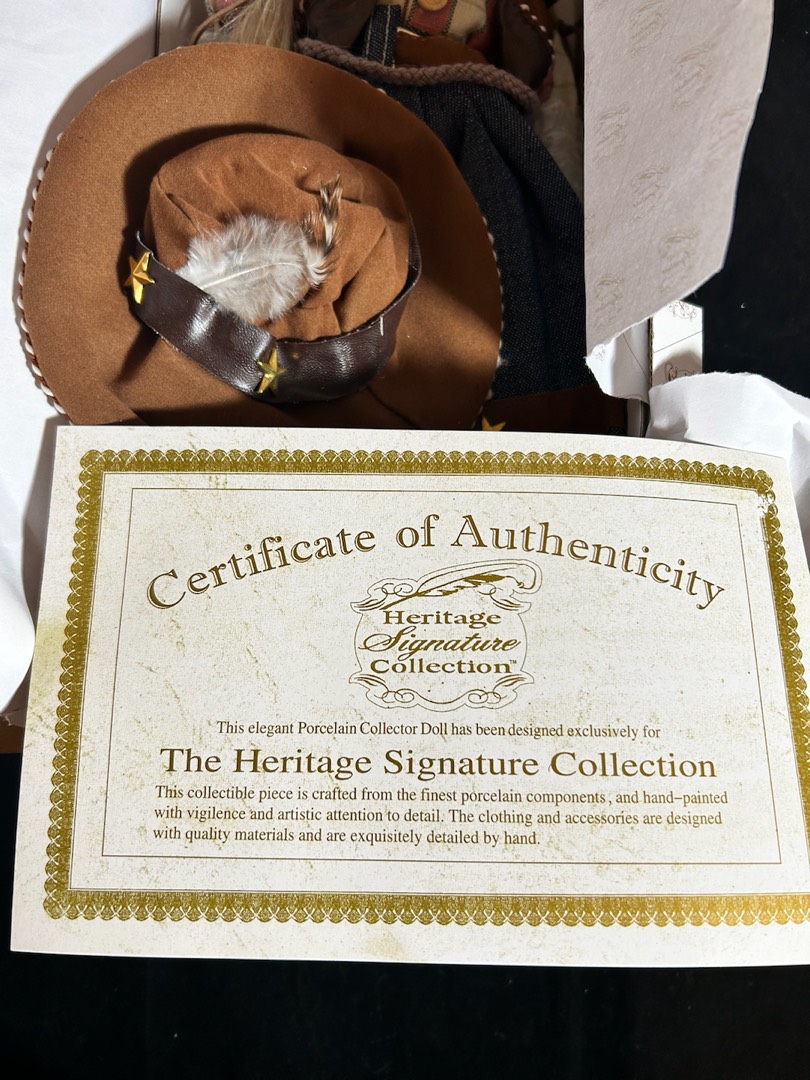 Certificate of Authenticity
Heritage
Signature
Collection™
This elegant Porcelain Collector Doll has been designed exclusively for
The Heritage Signature Collection
This collectible piece is crafted from the finest porcelain components, and hand–painted
with vigilence and artistic attention to detail. The clothing and accessories are designed
with quality materials and are exquisitely detailed by hand.